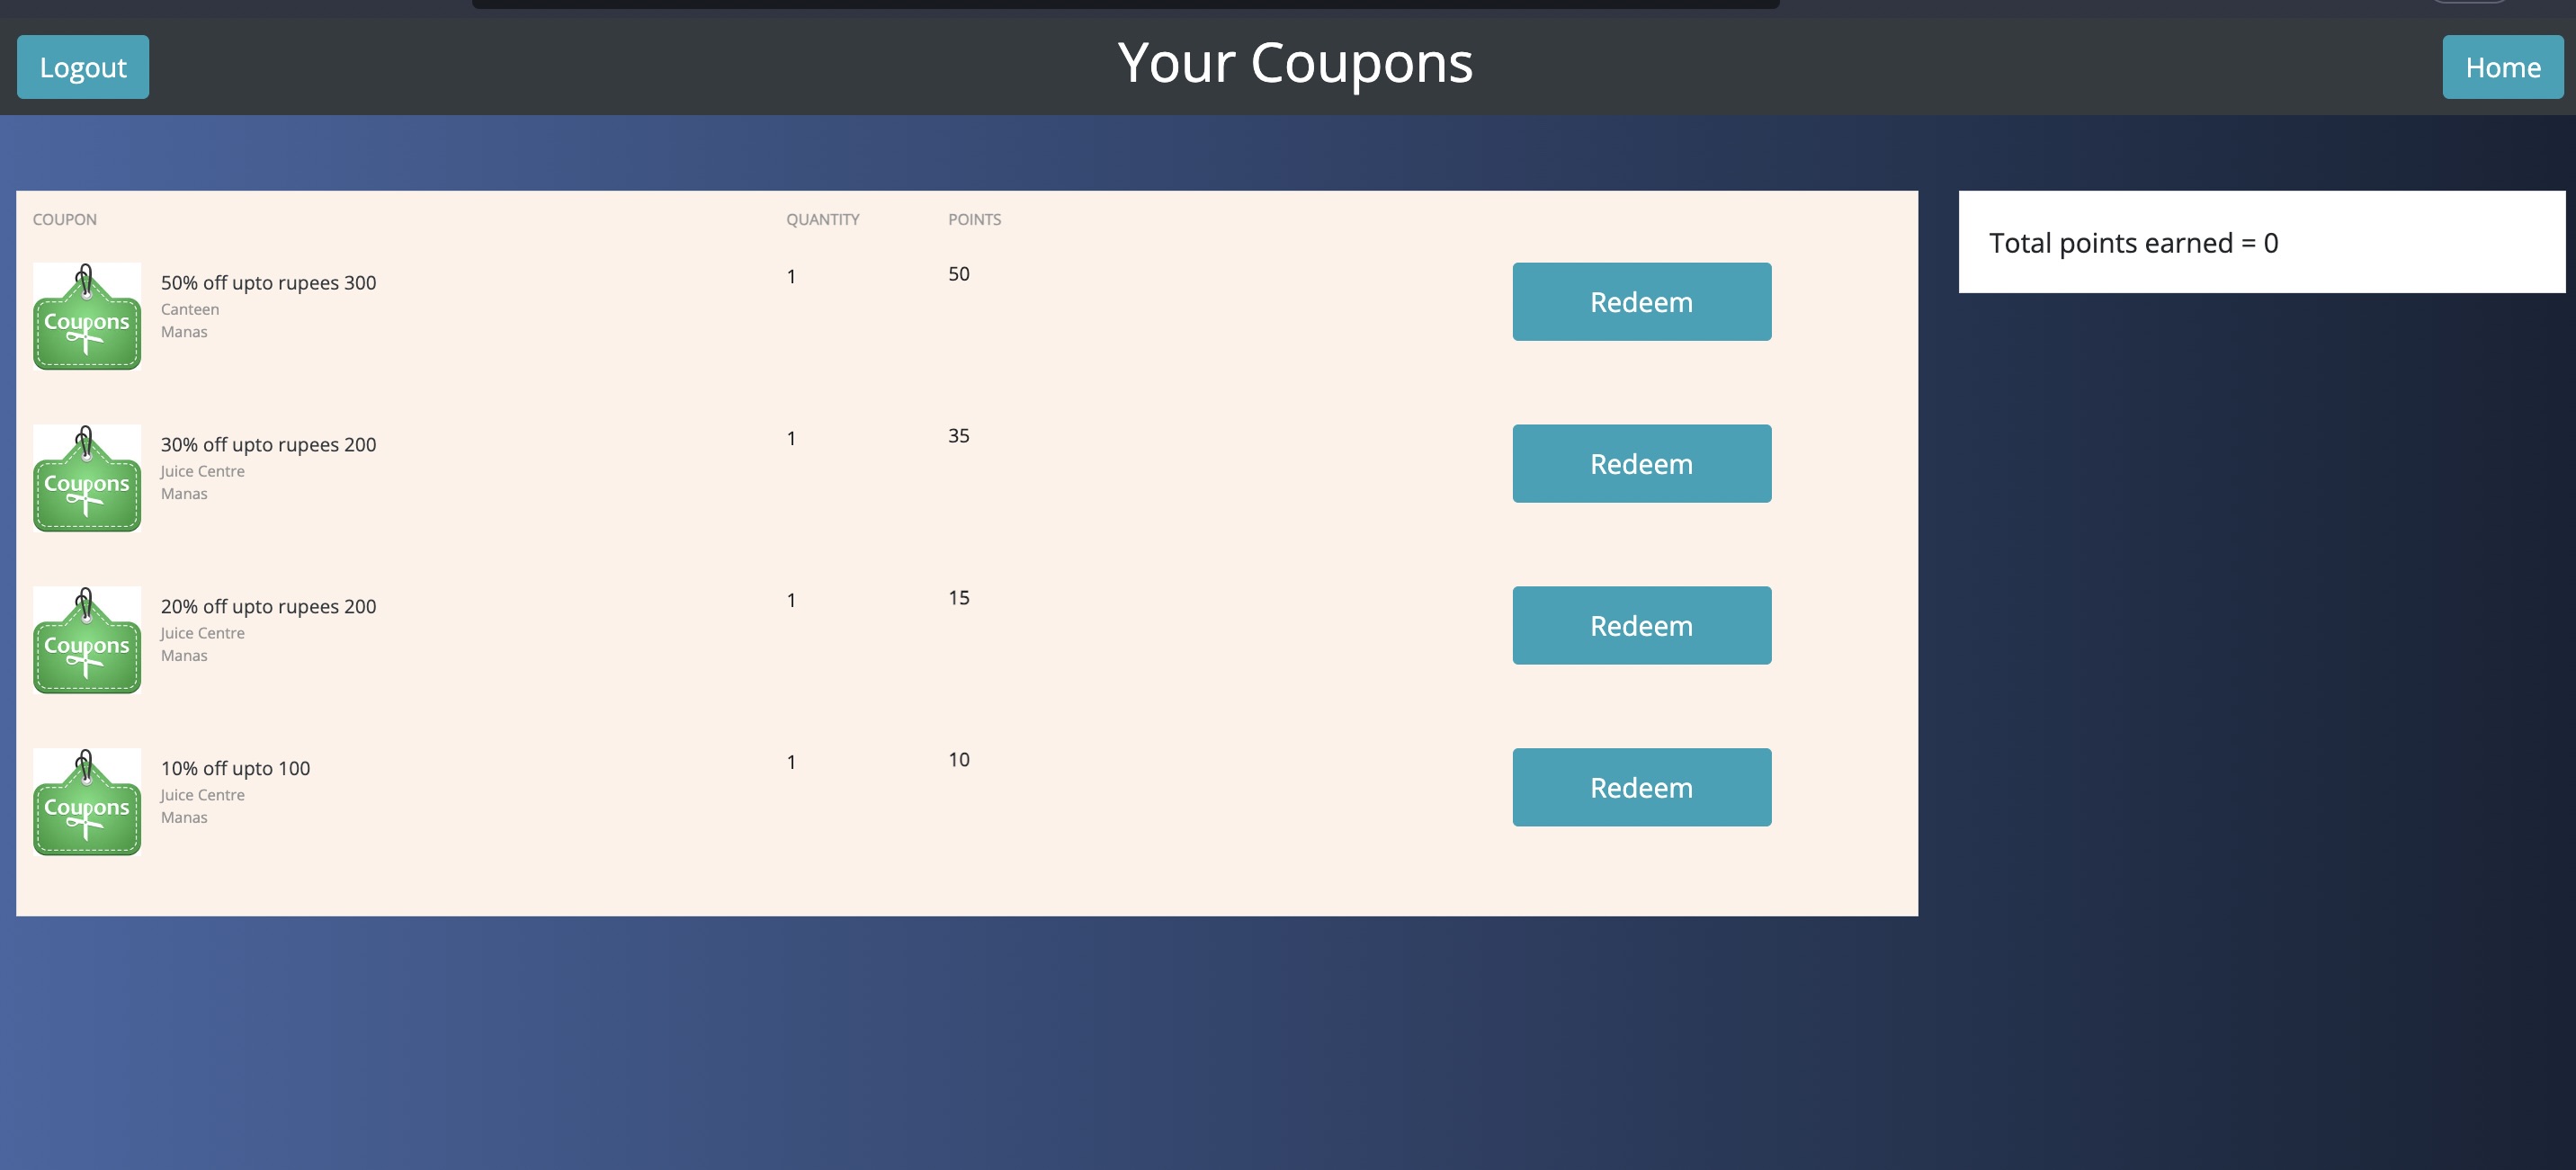 Logout
Your Coupons
Home
COUPON QUANTITY POINTS
Total points earned = 0
Coupons
50% off upto rupees 300
Canteen
Manas
1
50
Redeem
Coupons
30% off upto rupees 200
Juice Centre
Manas
1
35
Redeem
Coupons
20% off upto rupees 200
Juice Centre
Manas
1
15
Redeem
Coupons
10% off upto 100
Juice Centre
Manas
1
10
Redeem